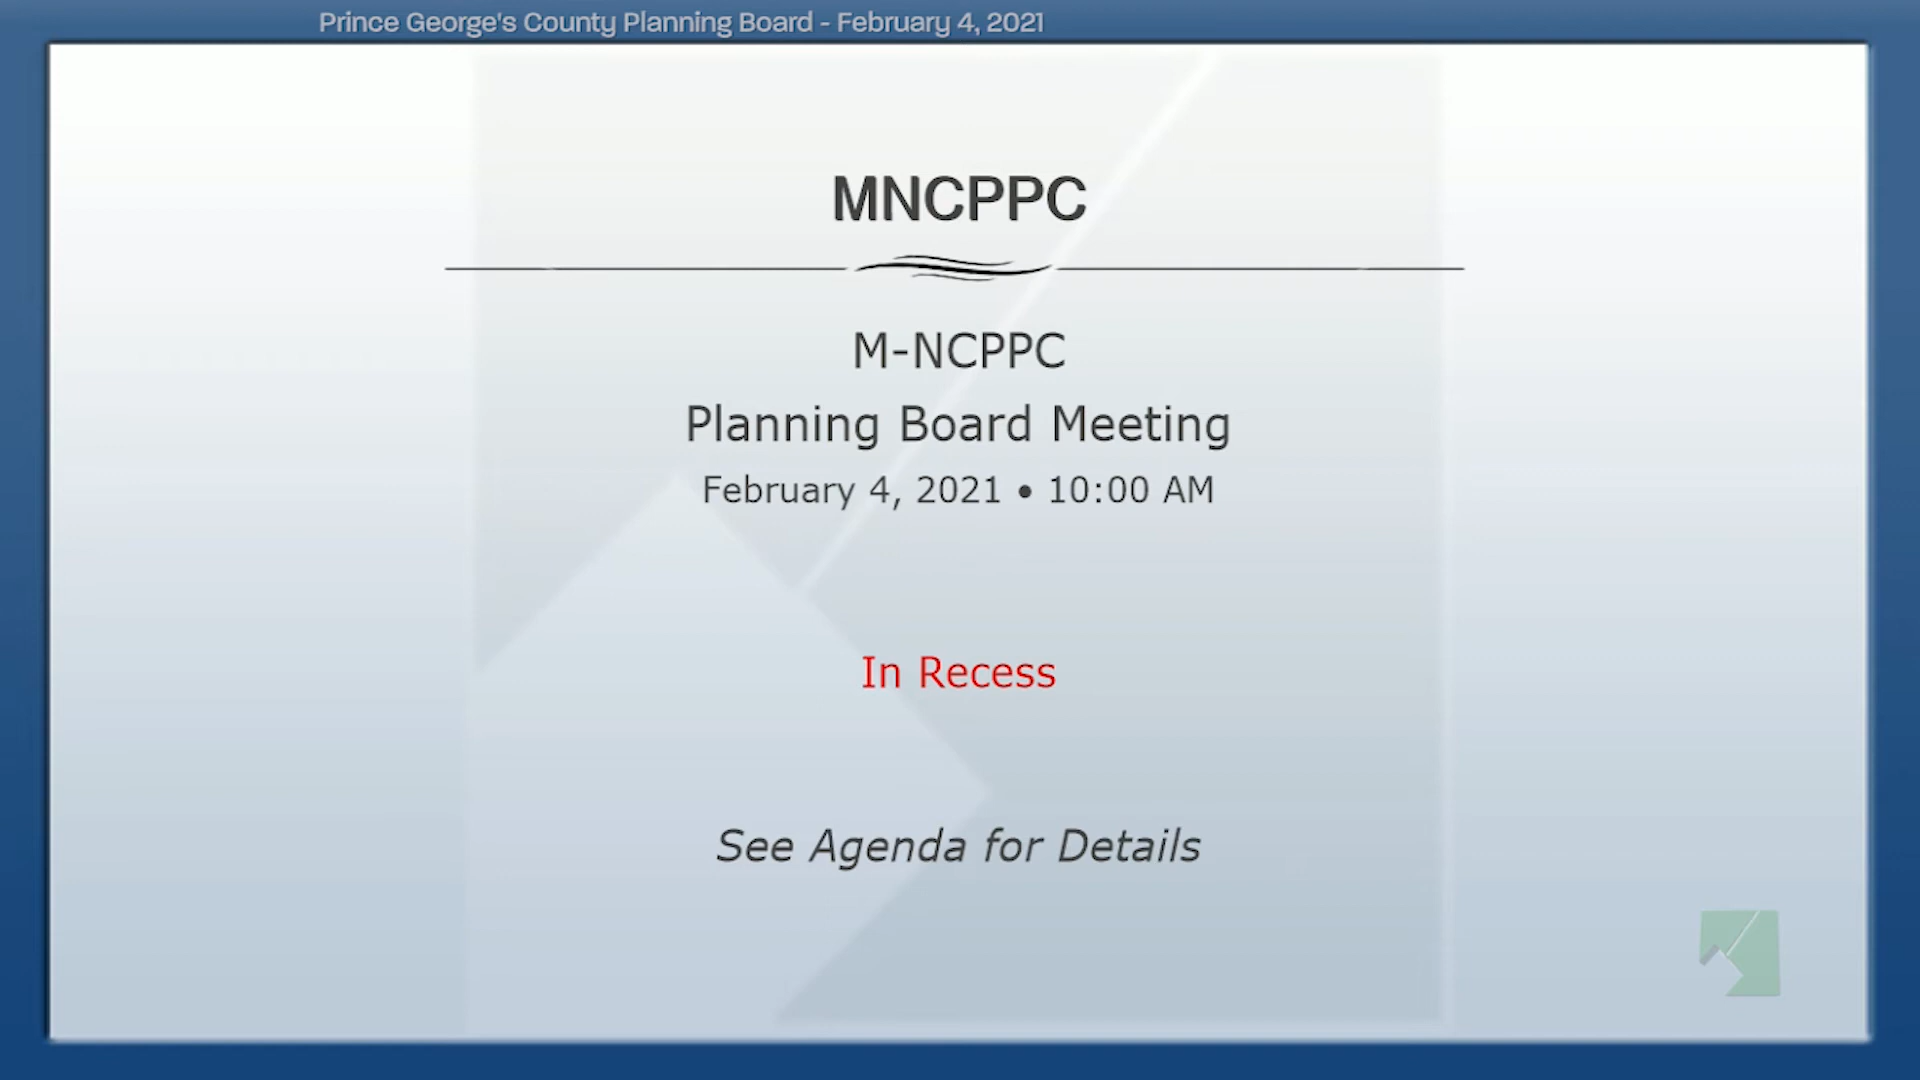 Prince George's County Planning Board - February 4, 2021
MNCPPC
M-NCPPC
Planning Board Meeting
February 4, 2021 • 10:00 AM
In Recess
See Agenda for Details